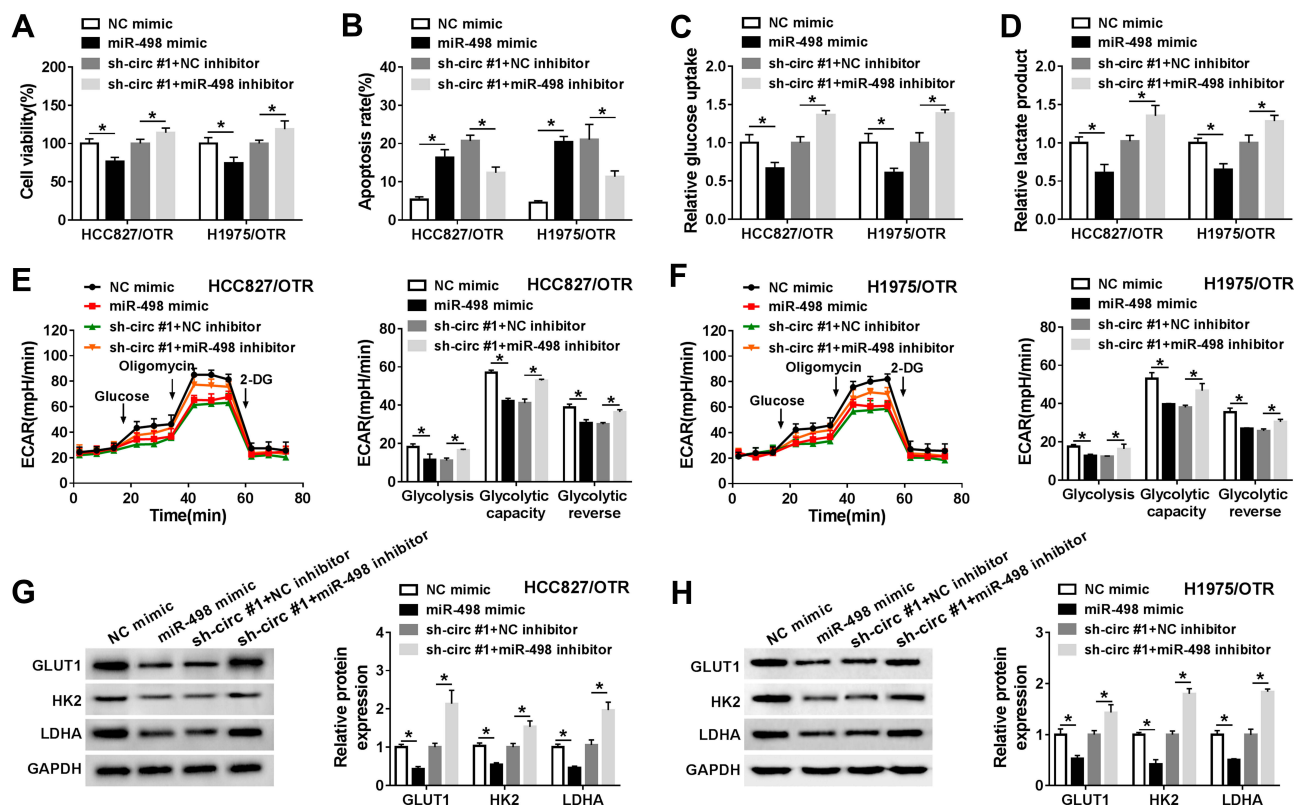 A
NC mimic
miR-498 mimic
sh-circ #1+NC inhibitor
sh-circ #1+miR-498 inhibitor
Cell viability(%)
200
150
100
50
0
* * * *
HCC827/OTR H1975/OTR
B
NC mimic
miR-498 mimic
sh-circ #1+NC inhibitor
sh-circ #1+miR-498 inhibitor
Apoptosis rate(%)
40
30
20
10
0
* * * *
HCC827/OTR H1975/OTR
C
NC mimic
miR-498 mimic
sh-circ #1+NC inhibitor
sh-circ #1+miR-498 inhibitor
Relative glucose uptake
2.0
1.5
1.0
0.5
0.0
* * * *
HCC827/OTR H1975/OTR
D
NC mimic
miR-498 mimic
sh-circ #1+NC inhibitor
sh-circ #1+miR-498 inhibitor
Relative lactate product
2.0
1.5
1.0
0.5
0.0
* * * *
HCC827/OTR H1975/OTR
E
HCC827/OTR
NC mimic
miR-498 mimic
sh-circ #1+NC inhibitor
sh-circ #1+miR-498 inhibitor
ECAR(mpH/min)
120
100
80
60
40
20
0
Glucose
Oligomycin
2-DG
0 20 40 60 80
Time(min)
HCC827/OTR
NC mimic
miR-498 mimic
sh-circ #1+NC inhibitor
sh-circ #1+miR-498 inhibitor
ECAR(mpH/min)
80
60
40
20
0
* * * * * *
Glycolysis Glycolytic capacity Glycolytic reverse
F
H1975/OTR
NC mimic
miR-498 mimic
sh-circ #1+NC inhibitor
sh-circ #1+miR-498 inhibitor
ECAR(mpH/min)
120
100
80
60
40
20
0
Glucose
Oligomycin
2-DG
0 20 40 60 80
Time(min)
H1975/OTR
NC mimic
miR-498 mimic
sh-circ #1+NC inhibitor
sh-circ #1+miR-498 inhibitor
ECAR(mpH/min)
80
60
40
20
0
* * * * * *
Glycolysis Glycolytic capacity Glycolytic reverse
G
NC mimic
miR-498 mimic
sh-circ #1+NC inhibitor
sh-circ #1+miR-498 inhibitor
GLUT1
HK2
LDHA
GAPDH
HCC827/OTR
NC mimic
miR-498 mimic
sh-circ #1+NC inhibitor
sh-circ #1+miR-498 inhibitor
Relative protein
expression
4
3
2
1
0
* * * * * *
GLUT1 HK2 LDHA
H
NC mimic
miR-498 mimic
sh-circ #1+NC inhibitor
sh-circ #1+miR-498 inhibitor
GLUT1
HK2
LDHA
GAPDH
H1975/OTR
NC mimic
miR-498 mimic
sh-circ #1+NC inhibitor
sh-circ #1+miR-498 inhibitor
Relative protein
expression
3
2
1
0
* * * * * *
GLUT1 HK2 LDHA